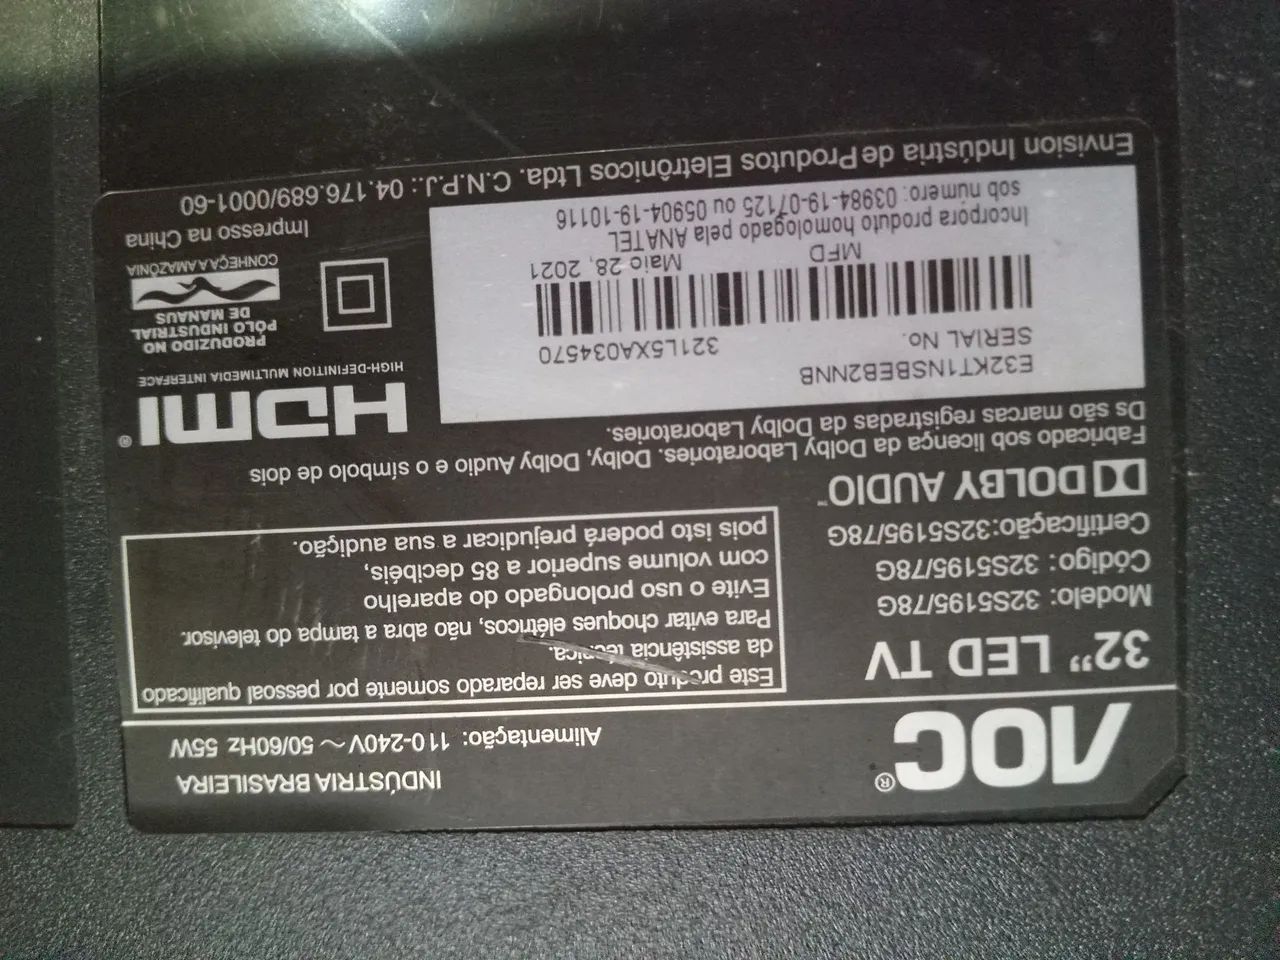 AOC®
INDÚSTRIA BRASILEIRA
Alimentação: 110-240V ~ 50/60Hz 55W
32” LED TV
Modelo: 32S5195/78G
Código: 32S5195/78G
Certificação:32S5195/78G
DOLBY AUDIO™
Este produto deve ser reparado somente por pessoal qualificado
da assistência técnica.
Para evitar choques elétricos, não abra a tampa do televisor.
Evite o uso prolongado do aparelho
com volume superior a 85 decibéis,
pois isto poderá prejudicar a sua audição.
Fabricado sob licença da Dolby Laboratories. Dolby, Dolby Audio e o símbolo de dois
Ds são marcas registradas da Dolby Laboratories.
E32KT1NSBEB2NNB
SERIAL No. 321L5XA034570
MFD Maio 28, 2021
Incorpora produto homologado pela ANATEL
sob número: 03984-19-07125 ou 05904-19-10116
HDMI®
HIGH-DEFINITION MULTIMEDIA INTERFACE
PRODUZIDO NO
PÓLO INDUSTRIAL
DE MANAUS
CONHEÇA A AMAZÔNIA
Impresso na China
Envision Indústria de Produtos Eletrônicos Ltda. C.N.P.J.: 04.176.689/0001-60